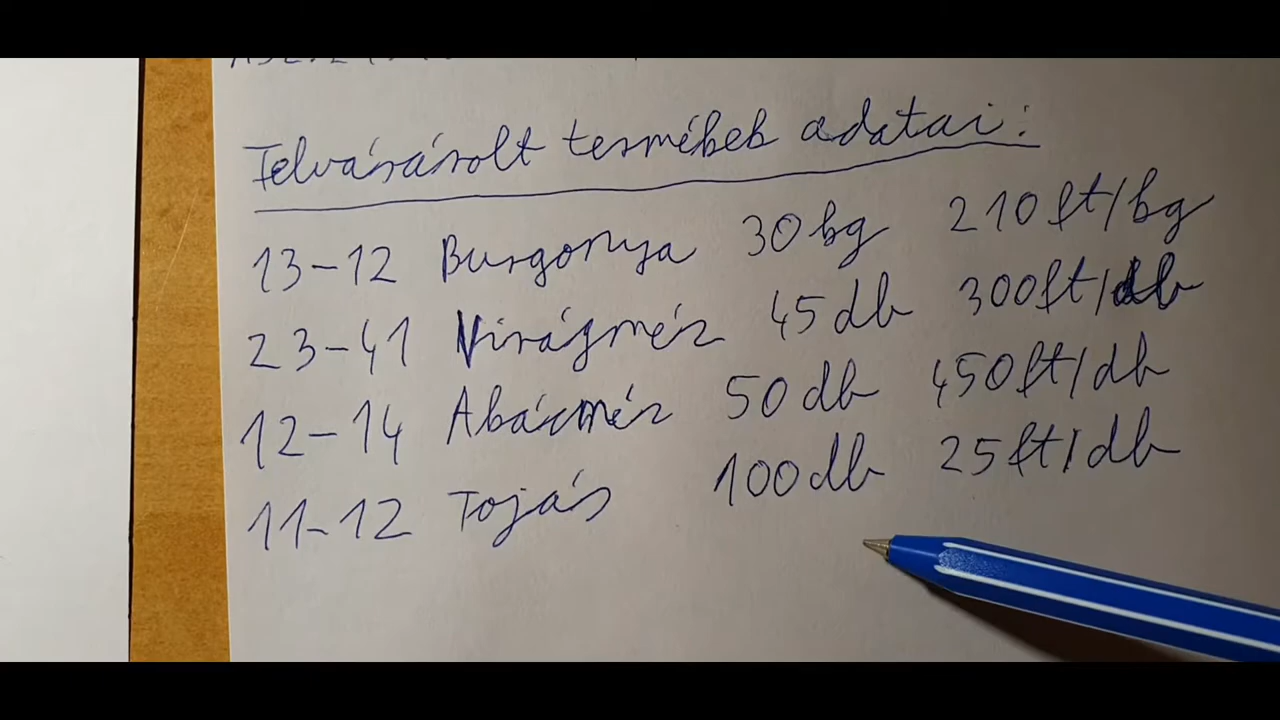 Felvásárolt termékek adatai:
13-12 Burgonya 30 kg 210 ft/kg
23-41 Virágméz 45 db 300 ft/db
12-14 Akácméz 50 db 450 ft/db
11-12 Tojás 100 db 25 ft/db